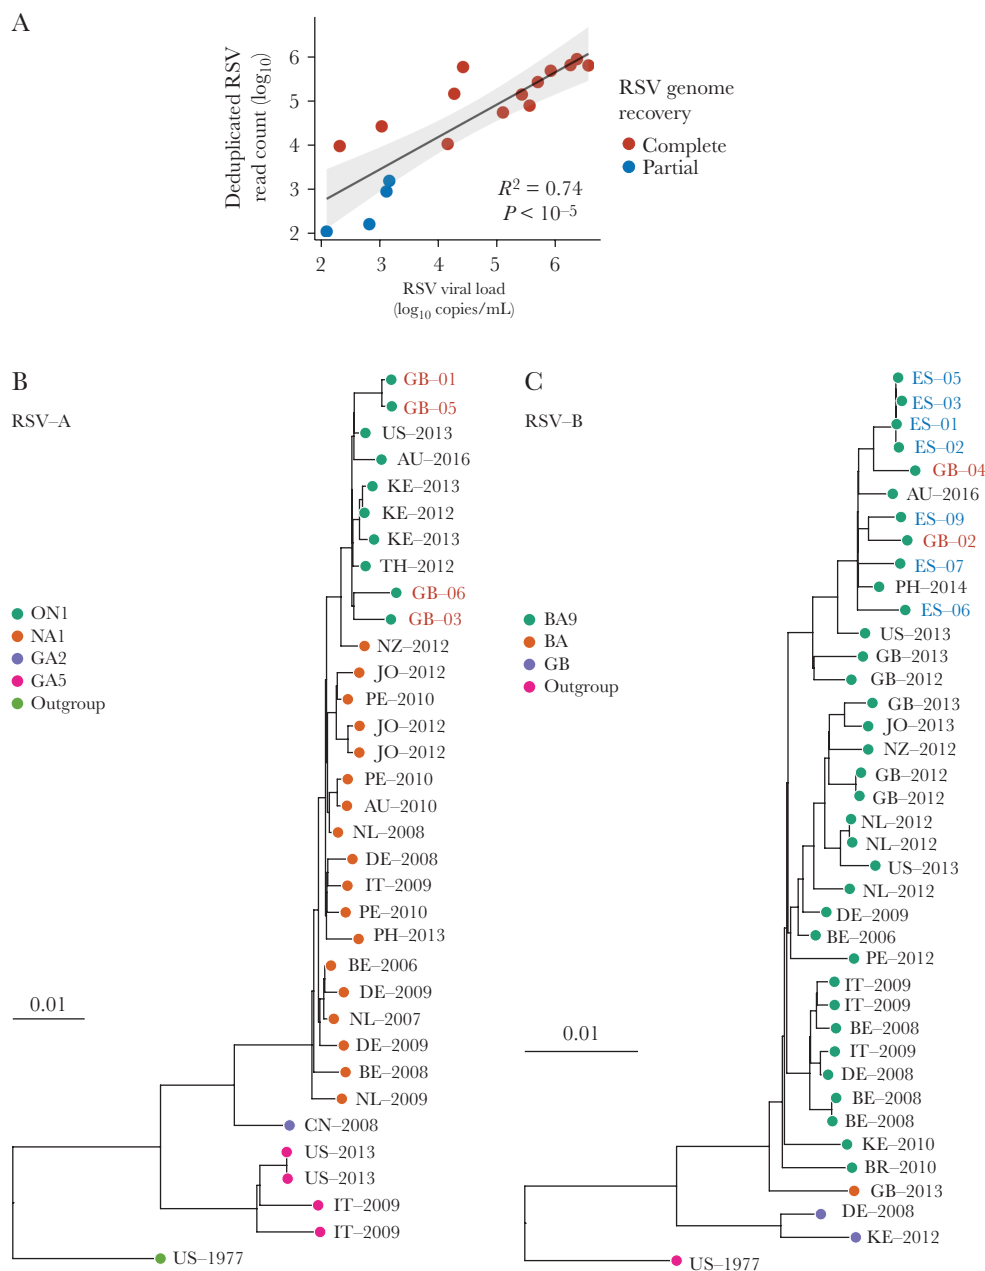 A
Deduplicated RSV
read count (log10)
6
5
4
3
2
2 3 4 5 6
R2 = 0.74
P < 10–5
RSV viral load
(log10 copies/mL)
RSV genome
recovery
Complete
Partial
B
RSV–A
GB–01
GB–05
US–2013
AU–2016
KE–2013
KE–2012
KE–2013
TH–2012
GB–06
GB–03
NZ–2012
JO–2012
PE–2010
JO–2012
JO–2012
PE–2010
AU–2010
NL–2008
DE–2008
IT–2009
PE–2010
PH–2013
BE–2006
DE–2009
NL–2007
DE–2009
BE–2008
NL–2009
CN–2008
US–2013
US–2013
IT–2009
IT–2009
US–1977
ON1
NA1
GA2
GA5
Outgroup
0.01
C
RSV–B
ES–05
ES–03
ES–01
ES–02
GB–04
AU–2016
ES–09
GB–02
ES–07
PH–2014
ES–06
US–2013
GB–2013
GB–2012
GB–2013
JO–2013
NZ–2012
GB–2012
GB–2012
NL–2012
NL–2012
US–2013
NL–2012
DE–2009
BE–2006
PE–2012
IT–2009
IT–2009
BE–2008
IT–2009
DE–2008
BE–2008
BE–2008
KE–2010
BR–2010
GB–2013
DE–2008
KE–2012
US–1977
BA9
BA
GB
Outgroup
0.01